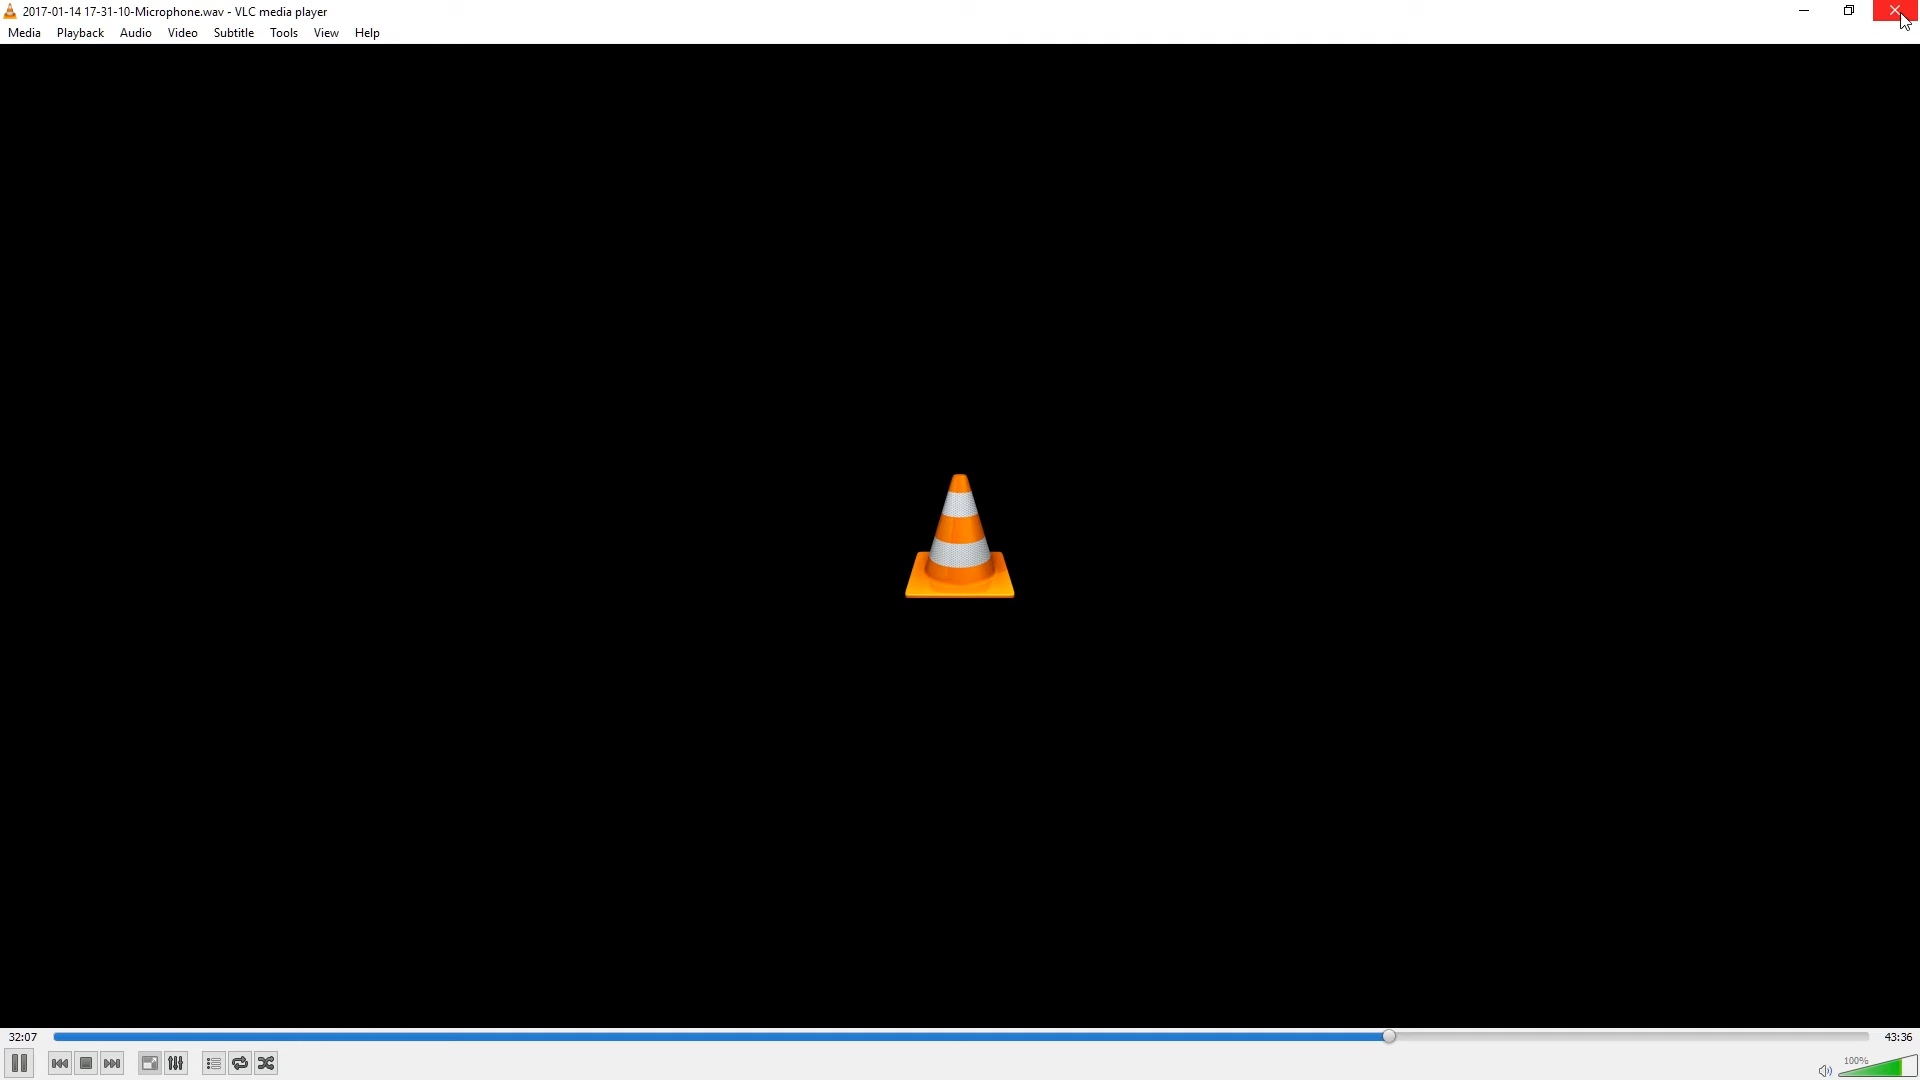 2017-01-14 17-31-10-Microphone.wav - VLC media player
Media Playback Audio Video Subtitle Tools View Help
32:07 43:36
100%